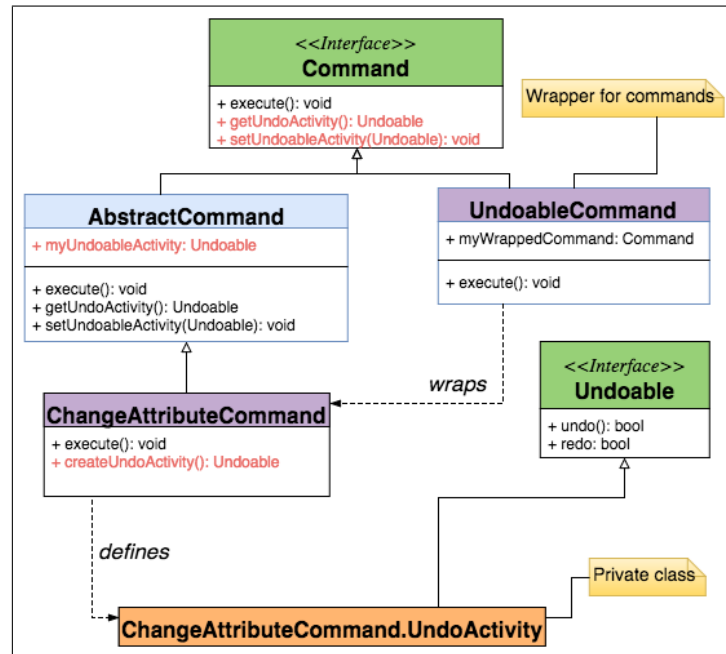 <<Interface>>
Command
+ execute(): void
+ getUndoActivity(): Undoable
+ setUndoableActivity(Undoable): void
Wrapper for commands
AbstractCommand
+ myUndoableActivity: Undoable
+ execute(): void
+ getUndoActivity(): Undoable
+ setUndoableActivity(Undoable): void
UndoableCommand
+ myWrappedCommand: Command
+ execute(): void
wraps
<<Interface>>
Undoable
+ undo(): bool
+ redo: bool
ChangeAttributeCommand
+ execute(): void
+ createUndoActivity(): Undoable
defines
Private class
ChangeAttributeCommand.UndoActivity